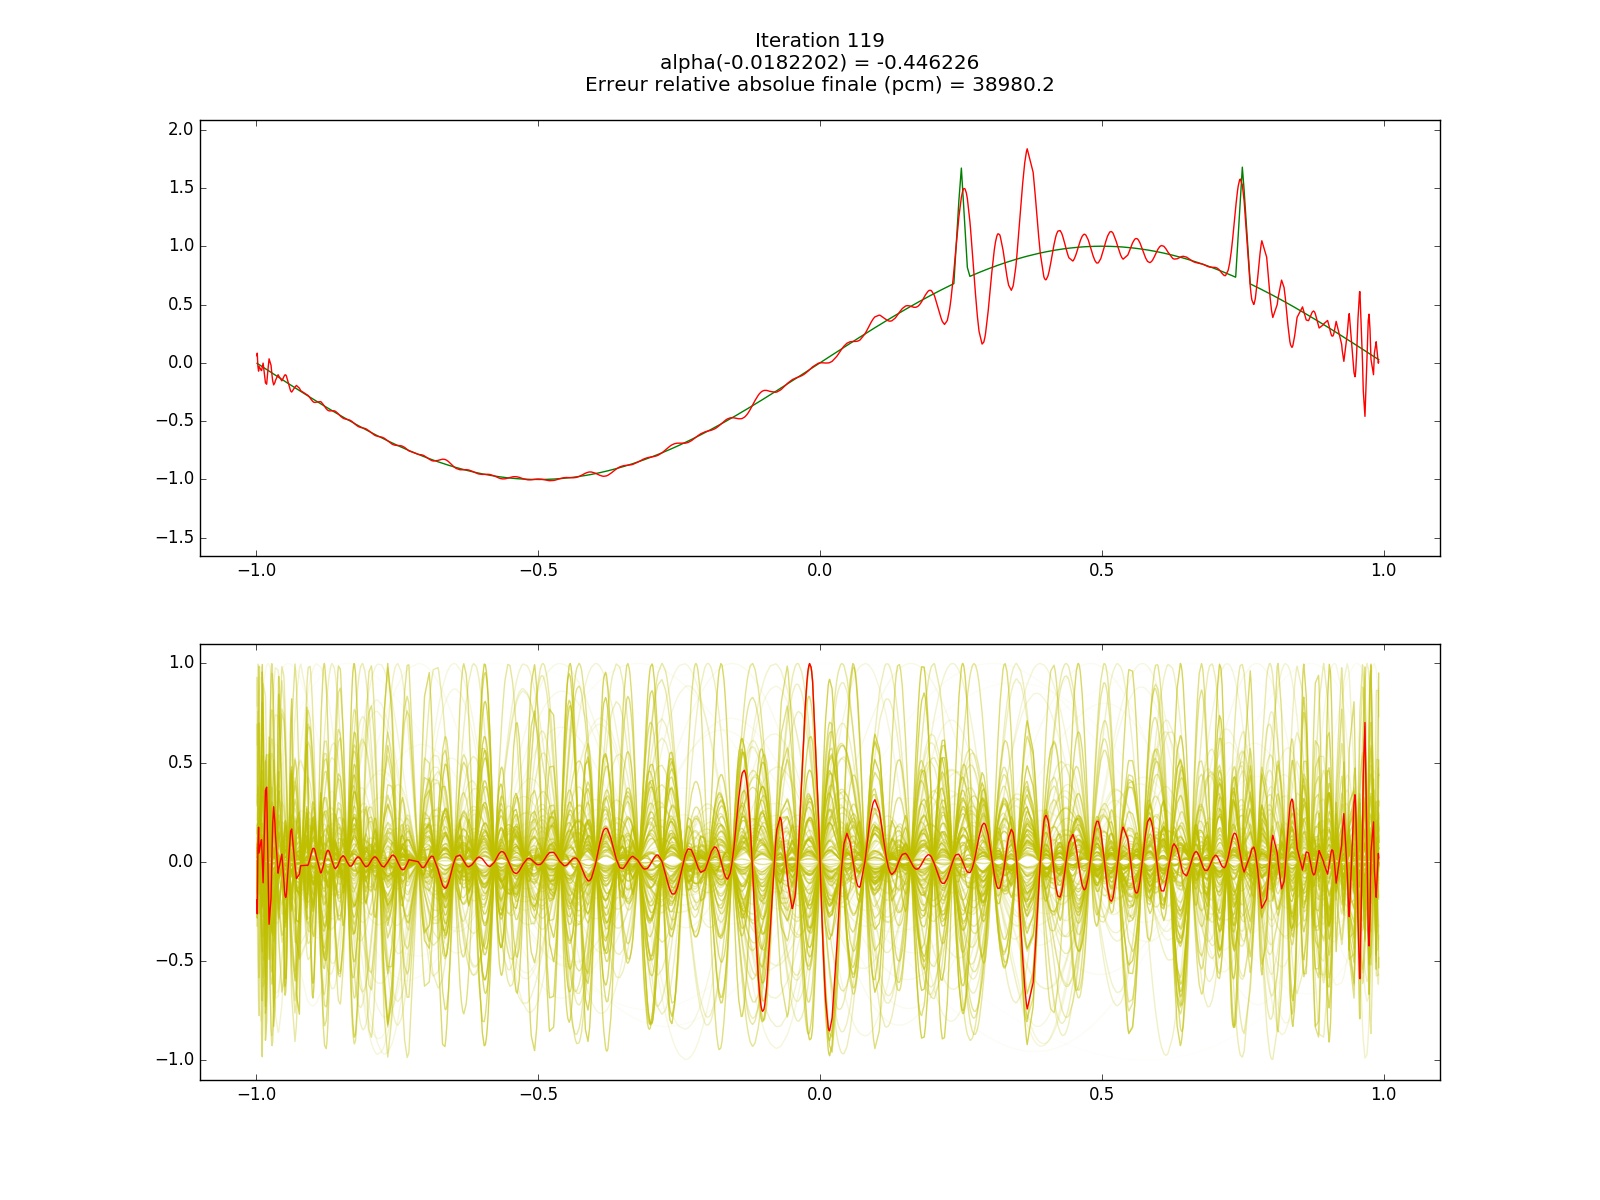 Iteration 119
alpha(-0.0182202) = -0.446226
Erreur relative absolue finale (pcm) = 38980.2
2.0
1.5
1.0
0.5
0.0
−0.5
−1.0
−1.5
−1.0 −0.5 0.0 0.5 1.0
1.0
0.5
0.0
−0.5
−1.0
−1.0 −0.5 0.0 0.5 1.0